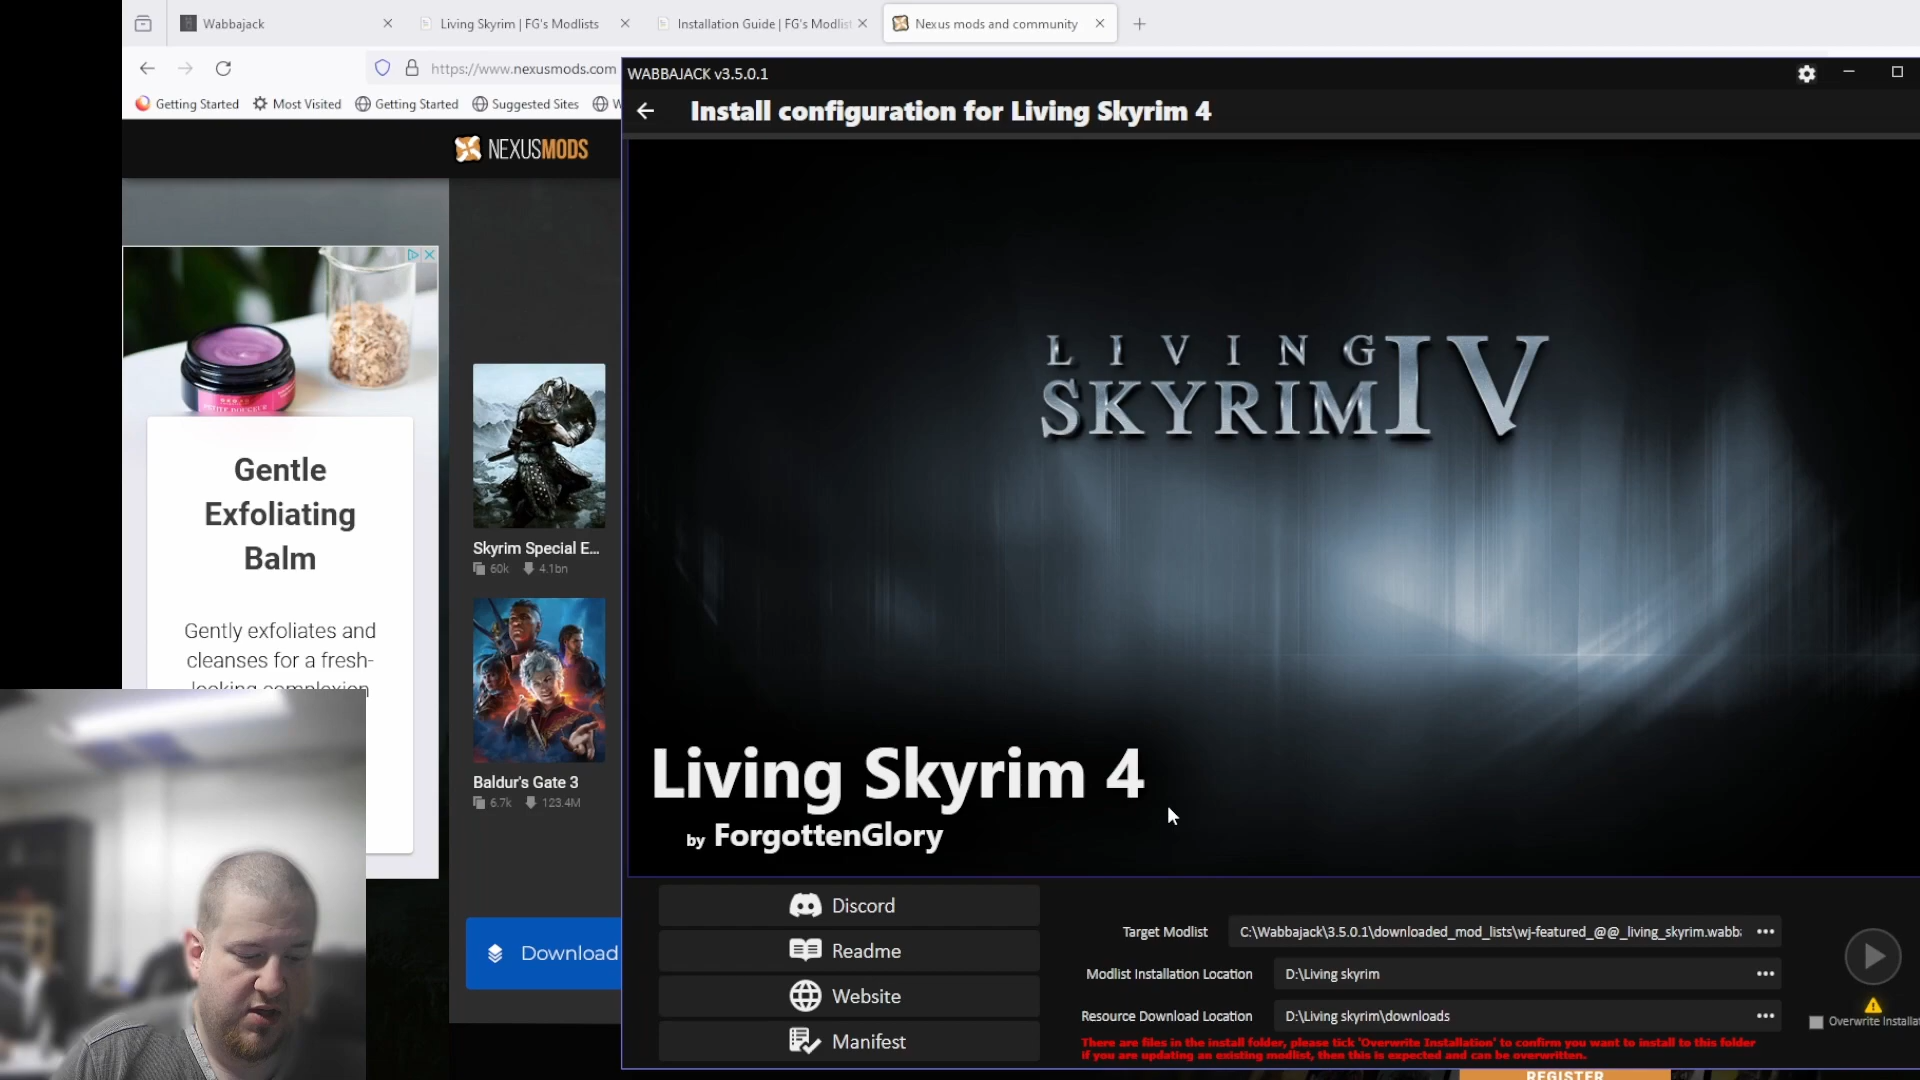 Wabbajack
Living Skyrim | FG's Modlists
Installation Guide | FG's Modlist
Nexus mods and community
https://www.nexusmods.com
Getting Started
Most Visited
Getting Started
Suggested Sites
WABBAJACK v3.5.0.1
Install configuration for Living Skyrim 4
NEXUSMODS
LIVING
SKYRIM IV
Gentle
Exfoliating
Balm
Gently exfoliates and
cleanses for a fresh-
looking complexion
Skyrim Special E...
60k 4.1bn
Baldur's Gate 3
6.7k 123.4M
Download
Living Skyrim 4
by ForgottenGlory
Discord
Readme
Website
Manifest
Target Modlist C:\Wabbajack\3.5.0.1\downloaded_mod_lists\wj-featured_@@_living_skyrim.wabb
Modlist Installation Location D:\Living skyrim
Resource Download Location D:\Living skyrim\downloads
Overwrite Installat
There are files in the install folder, please tick 'Overwrite Installation' to confirm you want to install to this folder
if you are updating an existing modlist, then this is expected and can be overwritten.
REGISTER